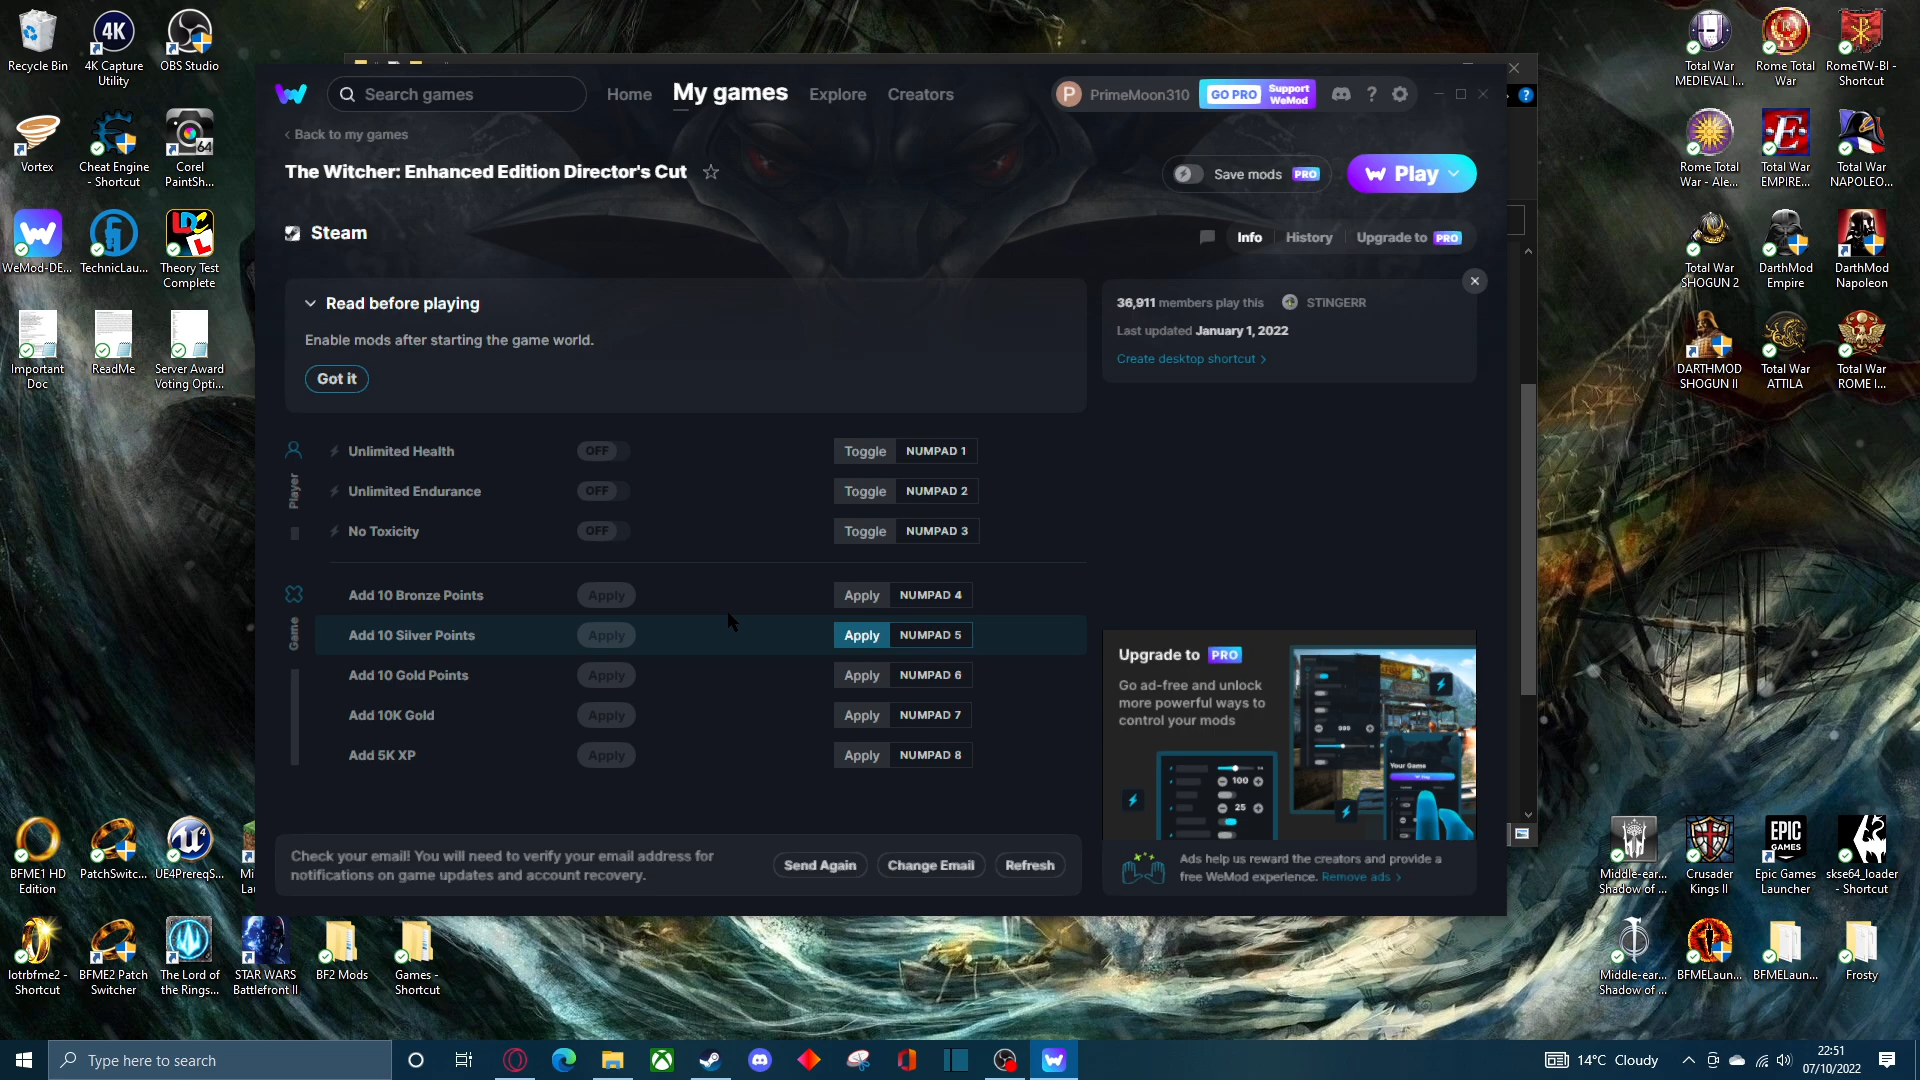 Recycle Bin
4K Capture
Utility
OBS Studio
Vortex
Cheat Engine
- Shortcut
Corel
PaintSh...
WeMod-DE...
TechnicLau...
Theory Test
Complete
Important
Doc
ReadMe
Server Award
Voting Opti...
Total War
MEDIEVAL I...
Rome Total
War
RomeTW-BI -
Shortcut
Rome Total
War - Ale...
Total War
EMPIRE...
Total War
NAPOLEO...
Total War
SHOGUN 2
DarthMod
Empire
DarthMod
Napoleon
DARTHMOD
SHOGUN II
Total War
ATTILA
Total War
ROME I...
Search games
Home
My games
Explore
Creators
P
PrimeMoon310
GO PRO
Support
WeMod
?
Back to my games
The Witcher: Enhanced Edition Director's Cut
Save mods PRO
Play
Steam
Info
History
Upgrade to PRO
Read before playing
Enable mods after starting the game world.
Got it
36,911 members play this
STiNGERR
Last updated January 1, 2022
Create desktop shortcut
Player
Unlimited Health OFF Toggle NUMPAD 1
Unlimited Endurance OFF Toggle NUMPAD 2
No Toxicity OFF Toggle NUMPAD 3
Game
Add 10 Bronze Points Apply Apply NUMPAD 4
Add 10 Silver Points Apply Apply NUMPAD 5
Add 10 Gold Points Apply Apply NUMPAD 6
Add 10K Gold Apply Apply NUMPAD 7
Add 5K XP Apply Apply NUMPAD 8
Upgrade to PRO
Go ad-free and unlock
more powerful ways to
control your mods
100
25
999
Your Game
Ads help us reward the creators and provide a
free WeMod experience. Remove ads
Check your email! You will need to verify your email address for
notifications on game updates and account recovery.
Send Again
Change Email
Refresh
BFME1 HD
Edition
PatchSwitc...
UE4PrereqS...
lotrbfme2 -
Shortcut
BFME2 Patch
Switcher
The Lord of
the Rings...
STAR WARS
Battlefront II
BF2 Mods
Games -
Shortcut
Middle-ear...
Shadow of ...
Crusader
Kings II
Epic Games
Launcher
skse64_loader
- Shortcut
Middle-ear...
Shadow of ...
BFMELaun...
BFMELaun...
Frosty
Type here to search
14°C Cloudy
22:51
07/10/2022